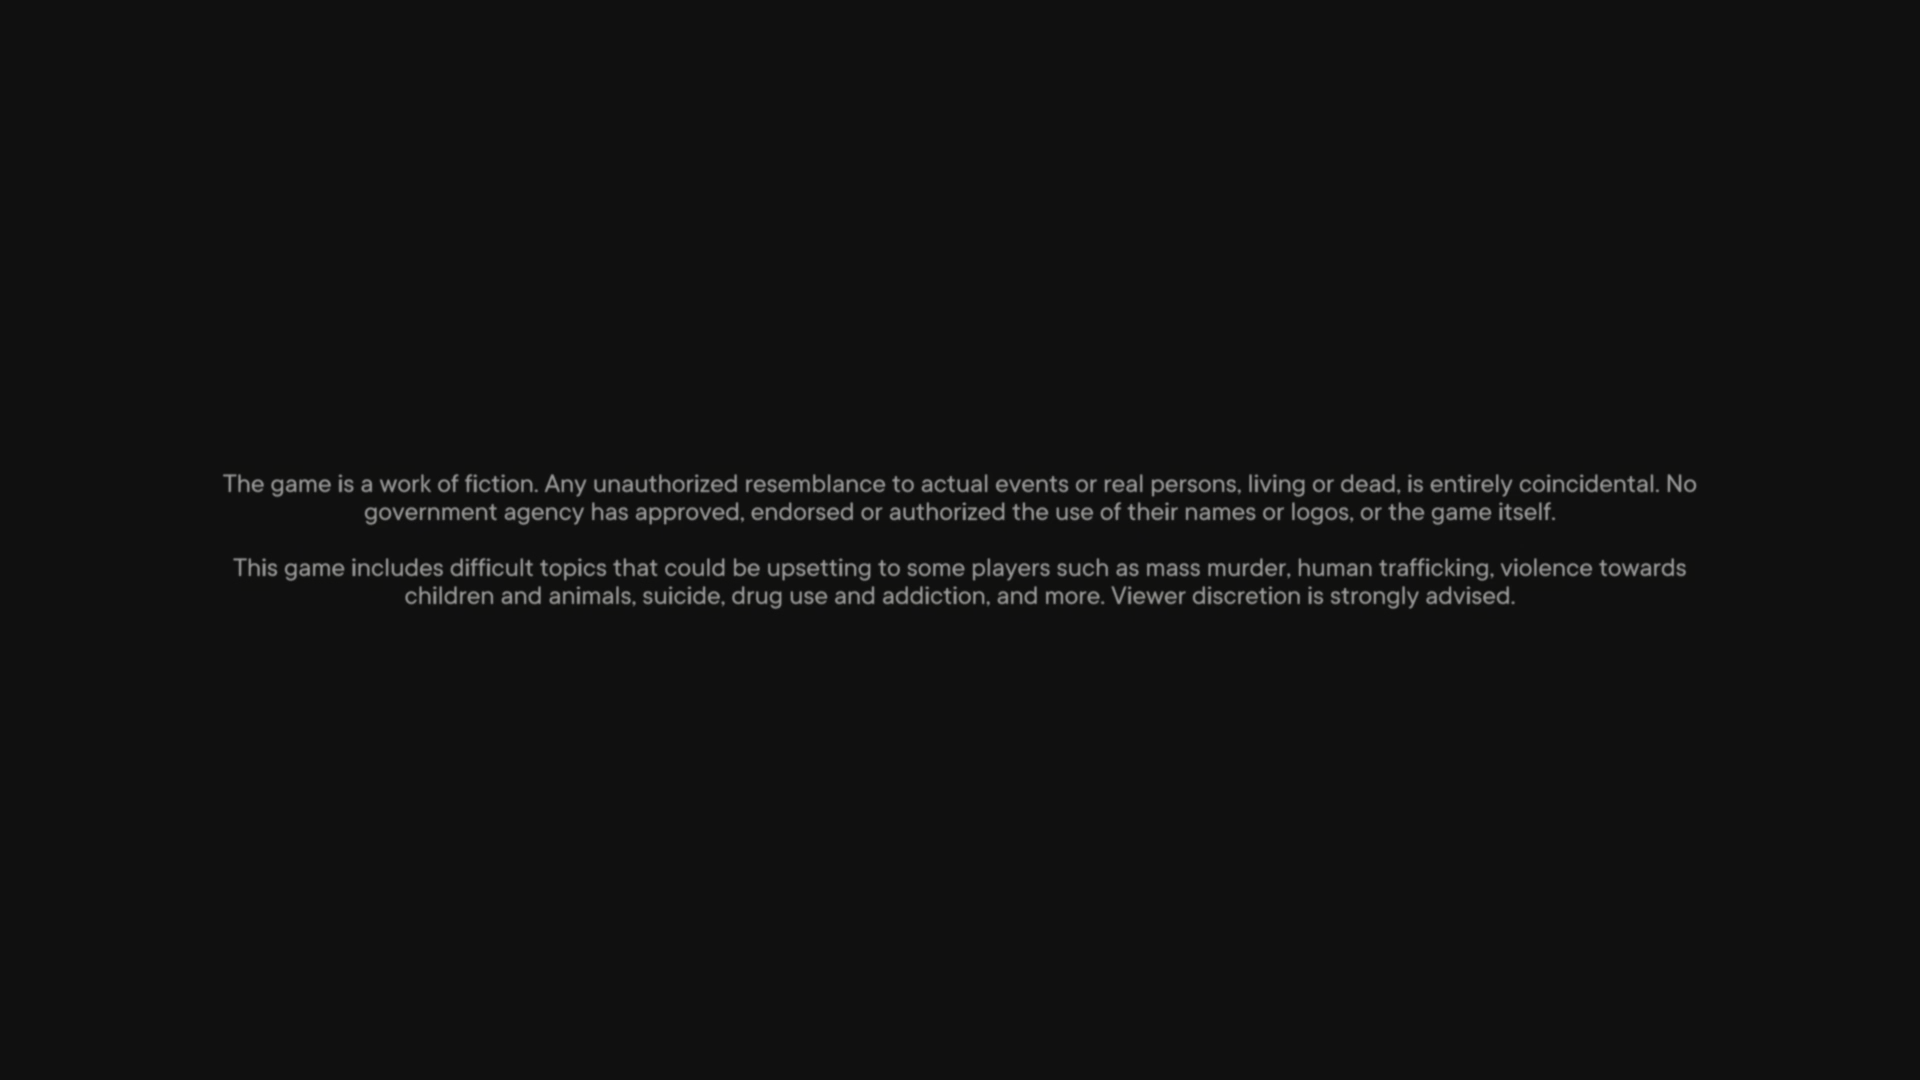 The game is a work of fiction. Any unauthorized resemblance to actual events or real persons, living or dead, is entirely coincidental. No
government agency has approved, endorsed or authorized the use of their names or logos, or the game itself.
This game includes difficult topics that could be upsetting to some players such as mass murder, human trafficking, violence towards
children and animals, suicide, drug use and addiction, and more. Viewer discretion is strongly advised.